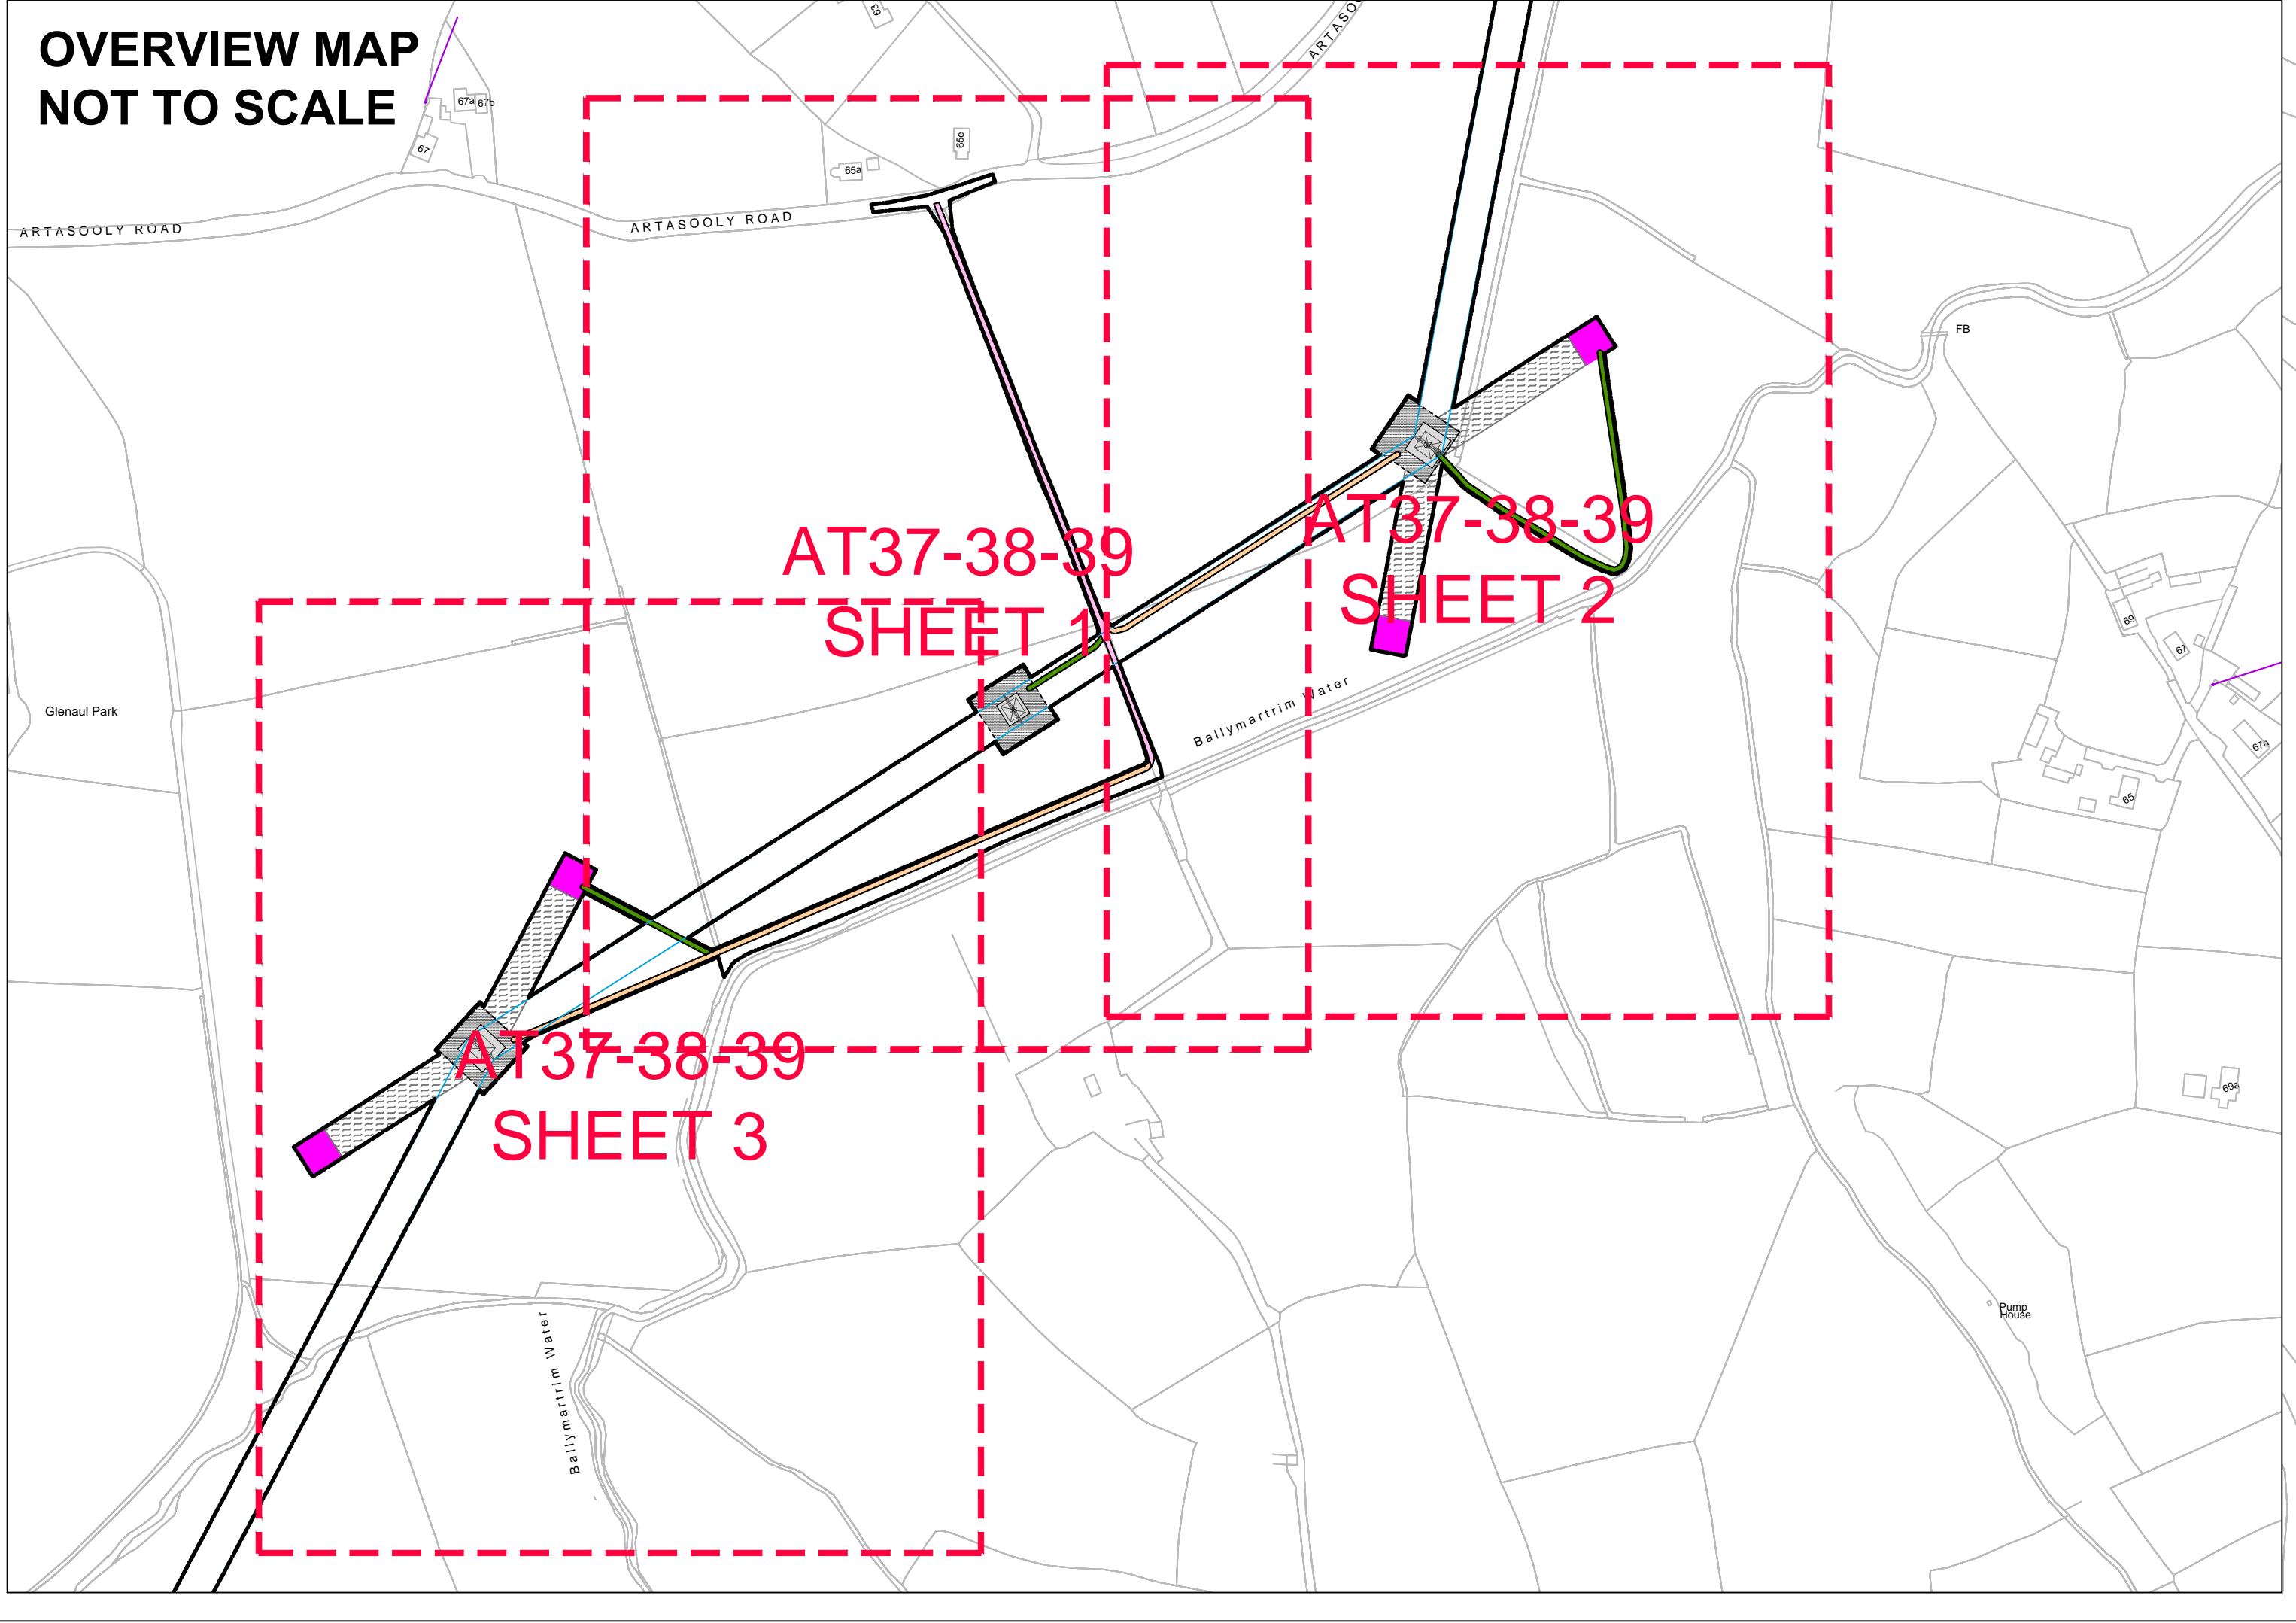 OVERVIEW MAP
NOT TO SCALE
63
ARTASO
67a
67b
67
65e
65a
ARTASOOLY ROAD
ARTASOOLY ROAD
FB
AT37-38-39
SHEET 2
AT37-38-39
SHEET 1
69
67
Glenaul Park
Ballymartrim Water
67a
65
AT37-38-39
SHEET 3
69a
Pump
House
Ballymartrim Water